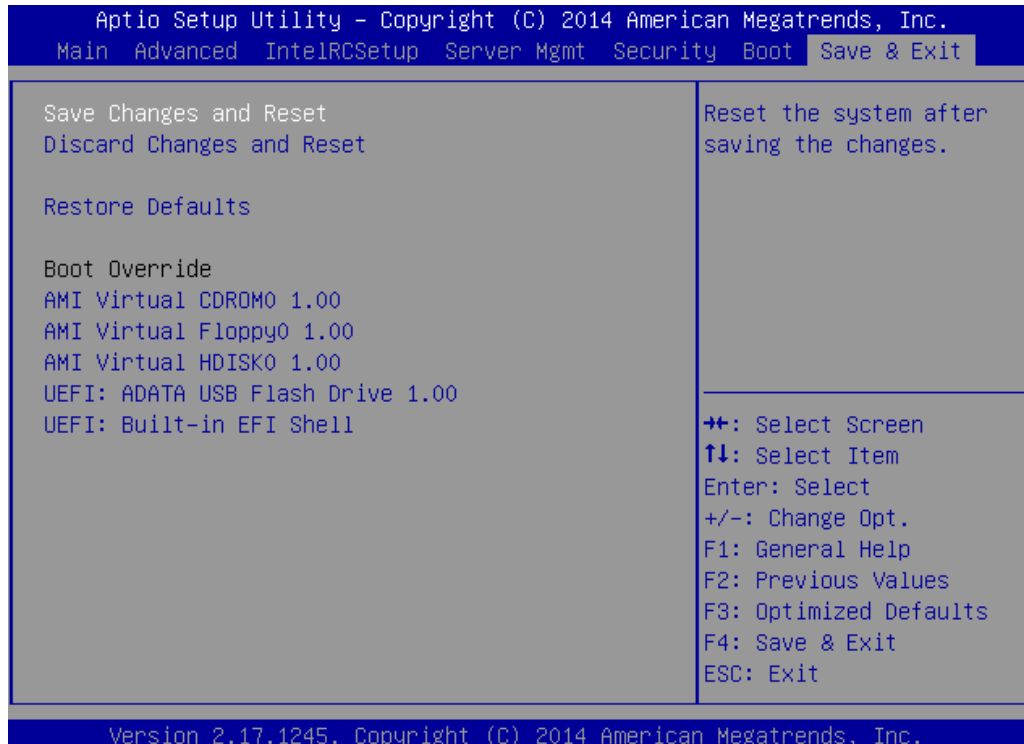 Aptio Setup Utility – Copyright (C) 2014 American Megatrends, Inc.
Main Advanced IntelRCSetup Server Mgmt Security Boot Save & Exit
Save Changes and Reset
Discard Changes and Reset
Restore Defaults
Boot Override
AMI Virtual CDROM0 1.00
AMI Virtual Floppy0 1.00
AMI Virtual HDISK0 1.00
UEFI: ADATA USB Flash Drive 1.00
UEFI: Built-in EFI Shell
Reset the system after
saving the changes.
→←: Select Screen
↑↓: Select Item
Enter: Select
+/-: Change Opt.
F1: General Help
F2: Previous Values
F3: Optimized Defaults
F4: Save & Exit
ESC: Exit
Version 2.17.1245. Copyright (C) 2014 American Megatrends, Inc.